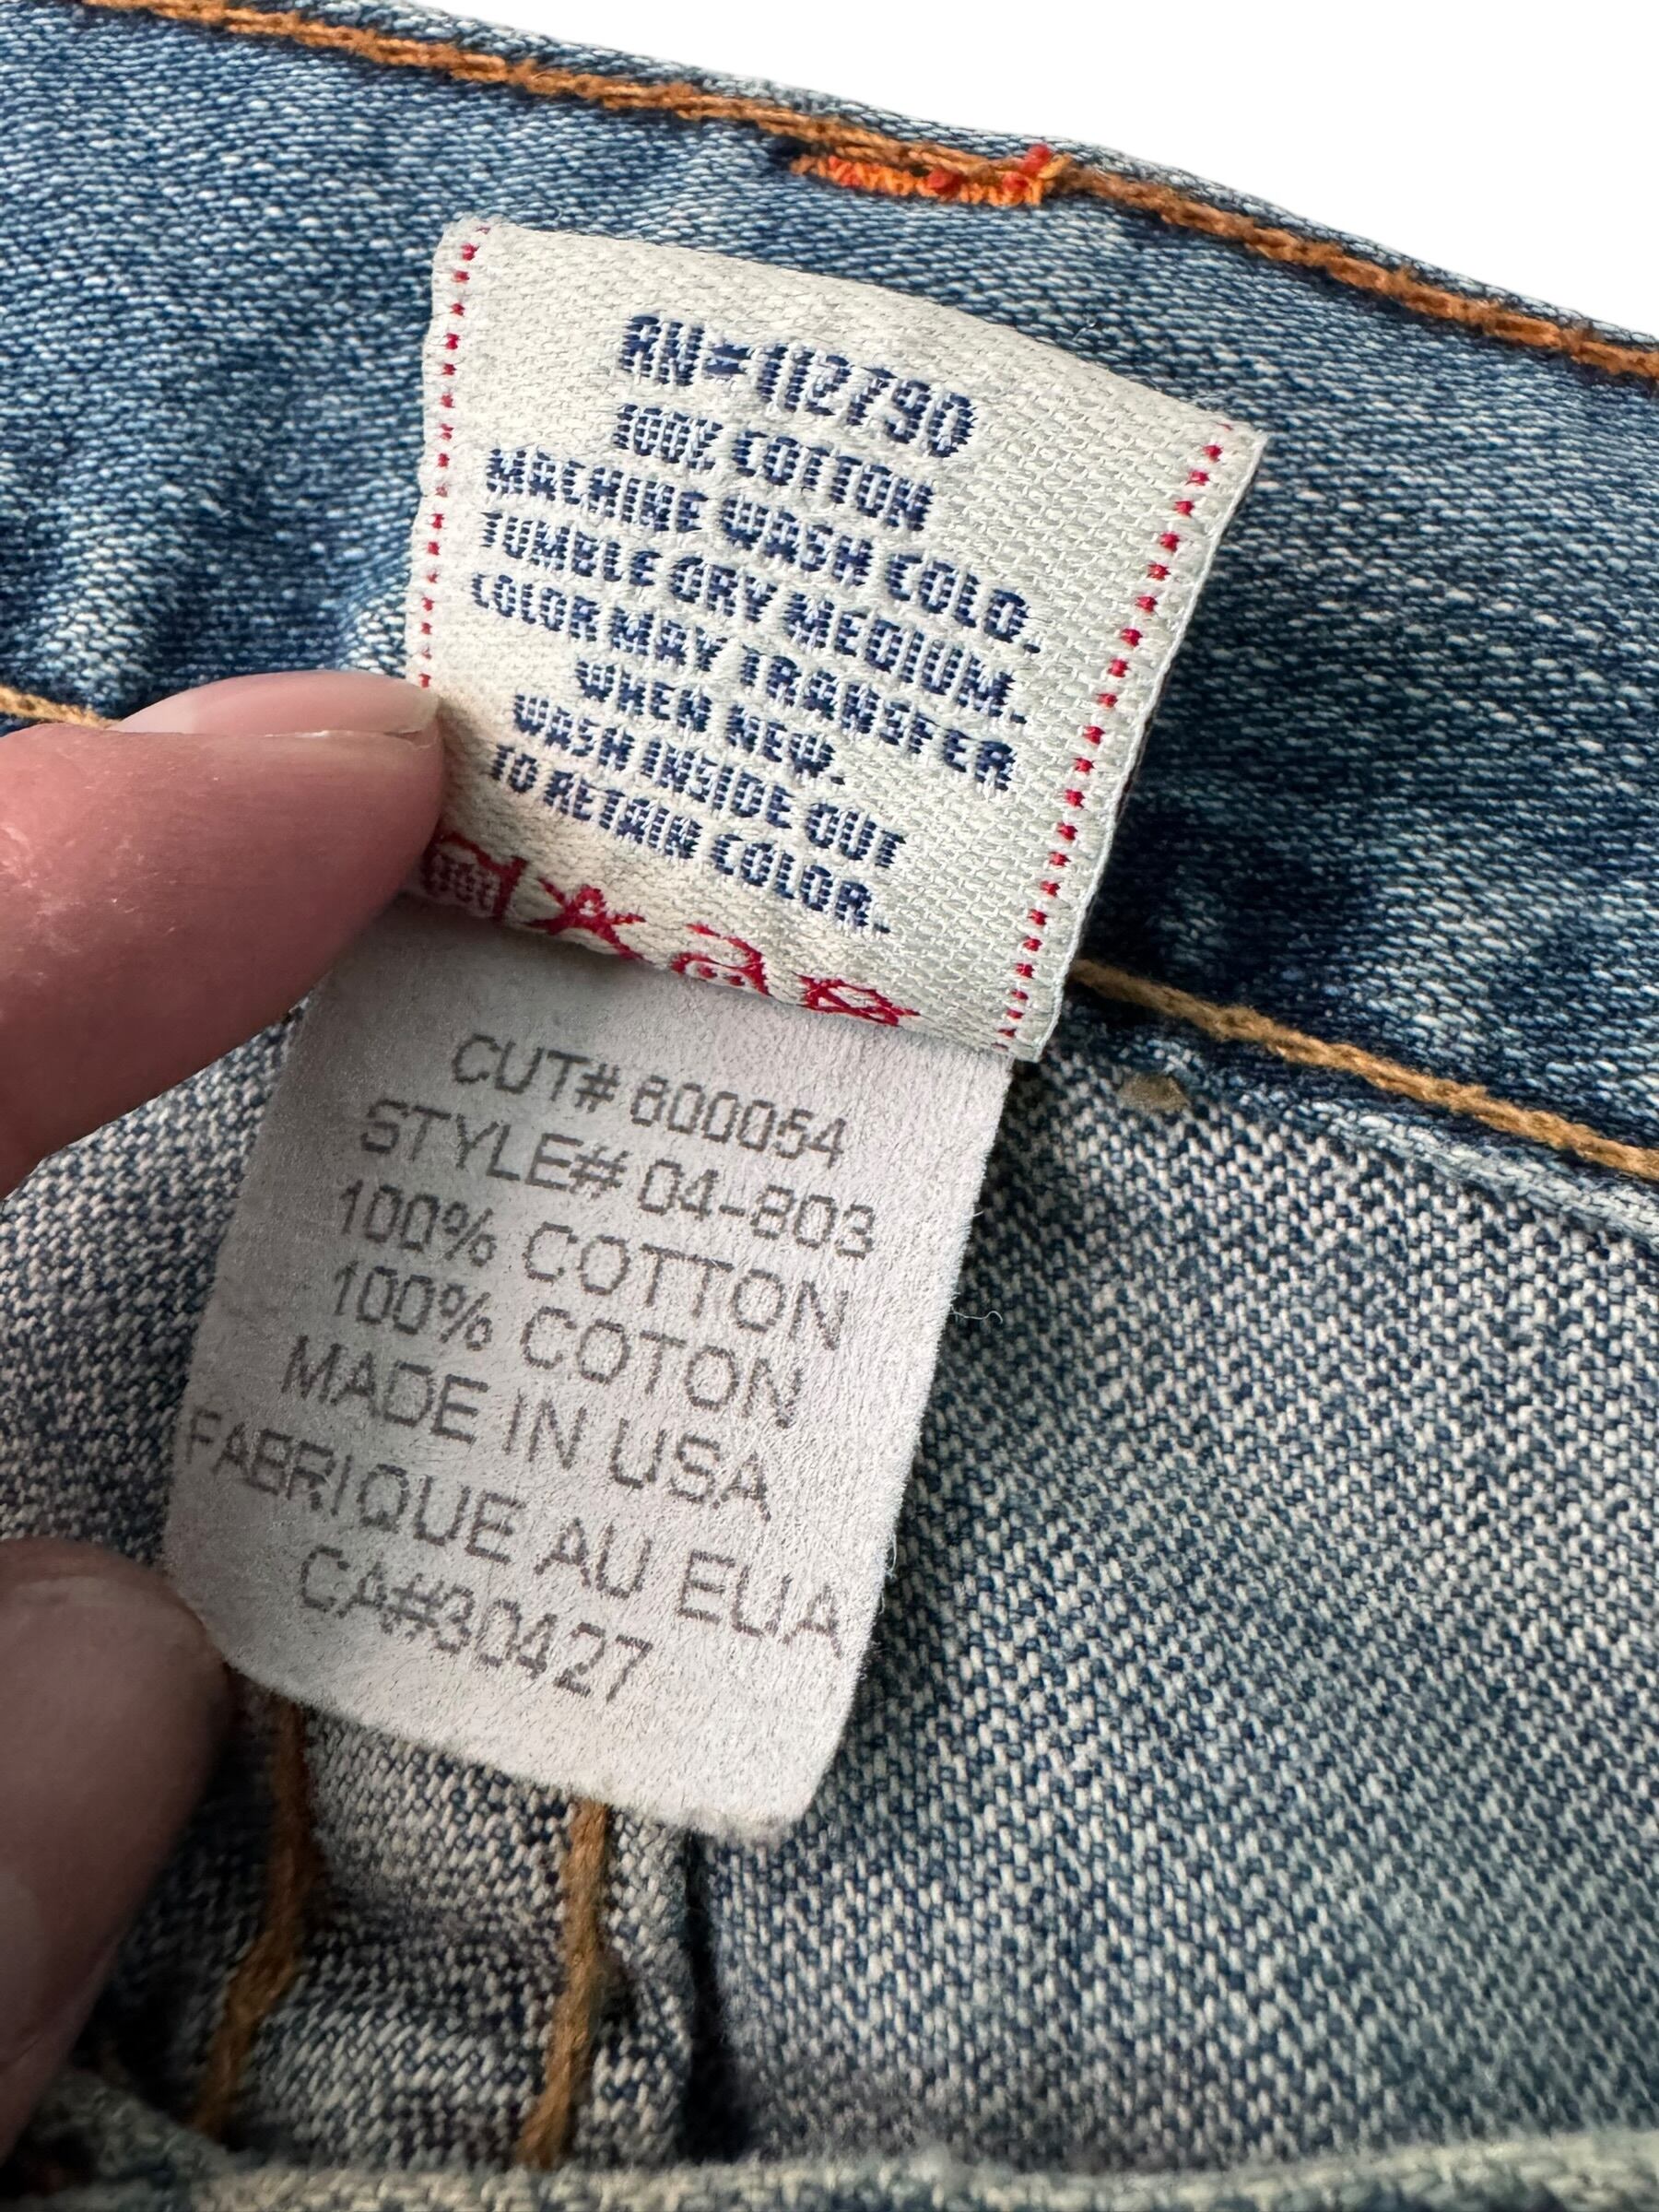 RN#112790
100% COTTON
MACHINE WASH COLD.
TUMBLE DRY MEDIUM.
COLOR MAY TRANSFER
WHEN NEW.
WASH INSIDE OUT
TO RETAIN COLOR.
CUT# 600054
STYLE# 04-803
100% COTTON
100% COTON
MADE IN USA
FABRIQUE AU EUA
CA#30427